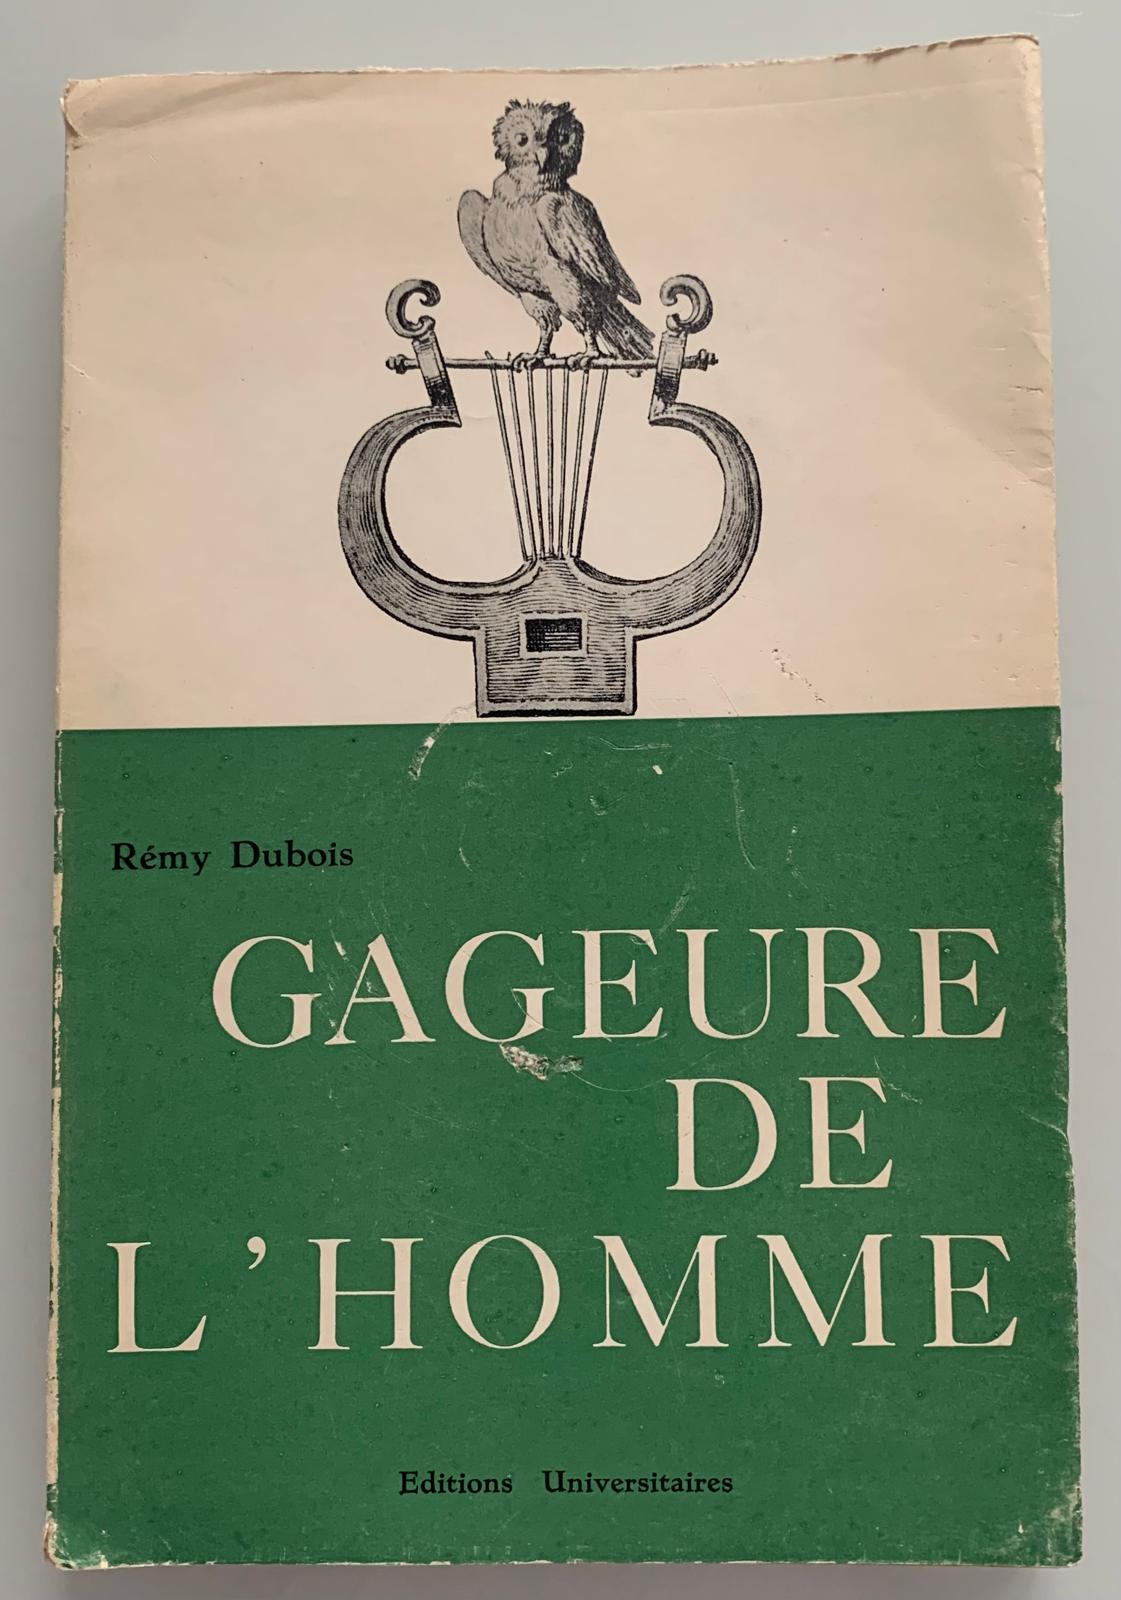 Rémy Dubois
GAGEURE
DE
L'HOMME
Editions Universitaires